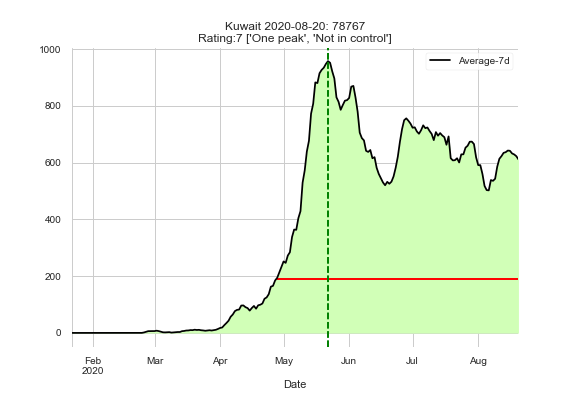 Kuwait 2020-08-20: 78767
Rating:7 ['One peak', 'Not in control']
Average-7d
1000
800
600
400
200
0
Feb Mar Apr May Jun Jul Aug
2020
Date